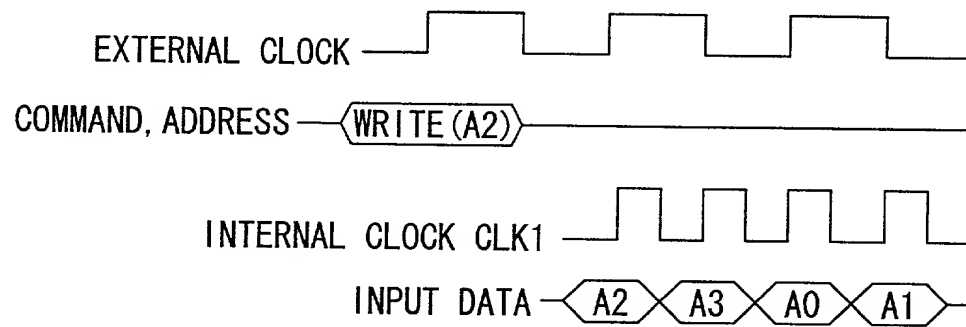 EXTERNAL CLOCK
COMMAND, ADDRESS WRITE(A2)
INTERNAL CLOCK CLK1
INPUT DATA A2 A3 A0 A1